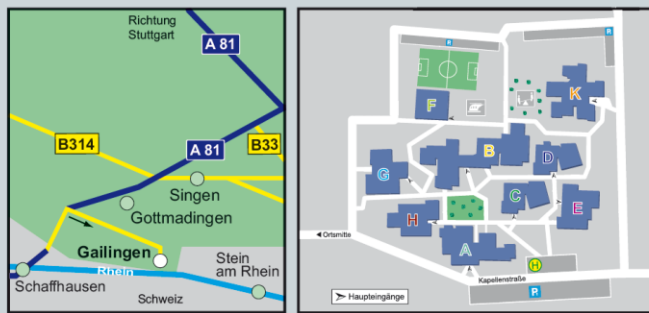 Richtung
Stuttgart
A 81
A 81
B314
B33
Singen
Gottmadingen
Gailingen
Rhein
Stein
am Rhein
Schaffhausen
Schweiz
P
P
K
F
B
D
G
C
E
H
A
Ortsmitte
H
Kapellenstraße
P
Haupteingänge